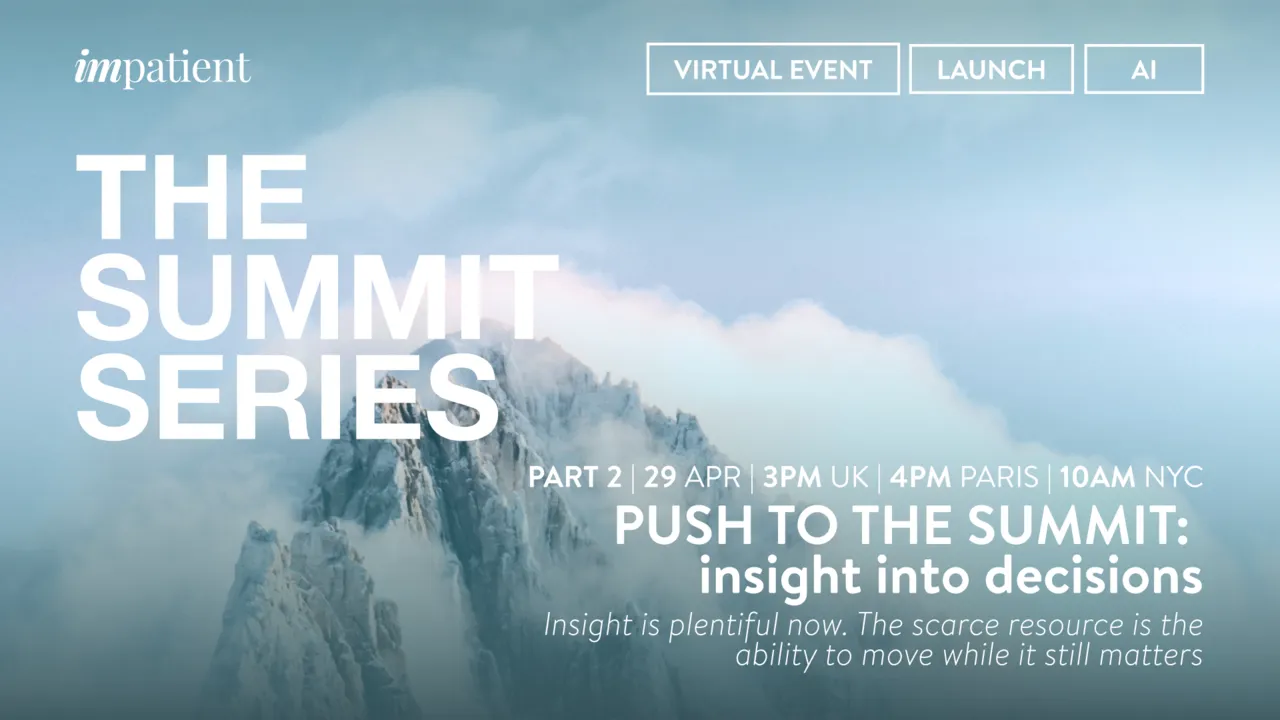 impatient
VIRTUAL EVENT
LAUNCH
AI
THE
SUMMIT
SERIES
PART 2 | 29 APR | 3PM UK | 4PM PARIS | 10AM NYC
PUSH TO THE SUMMIT:
insight into decisions
Insight is plentiful now. The scarce resource is the
ability to move while it still matters